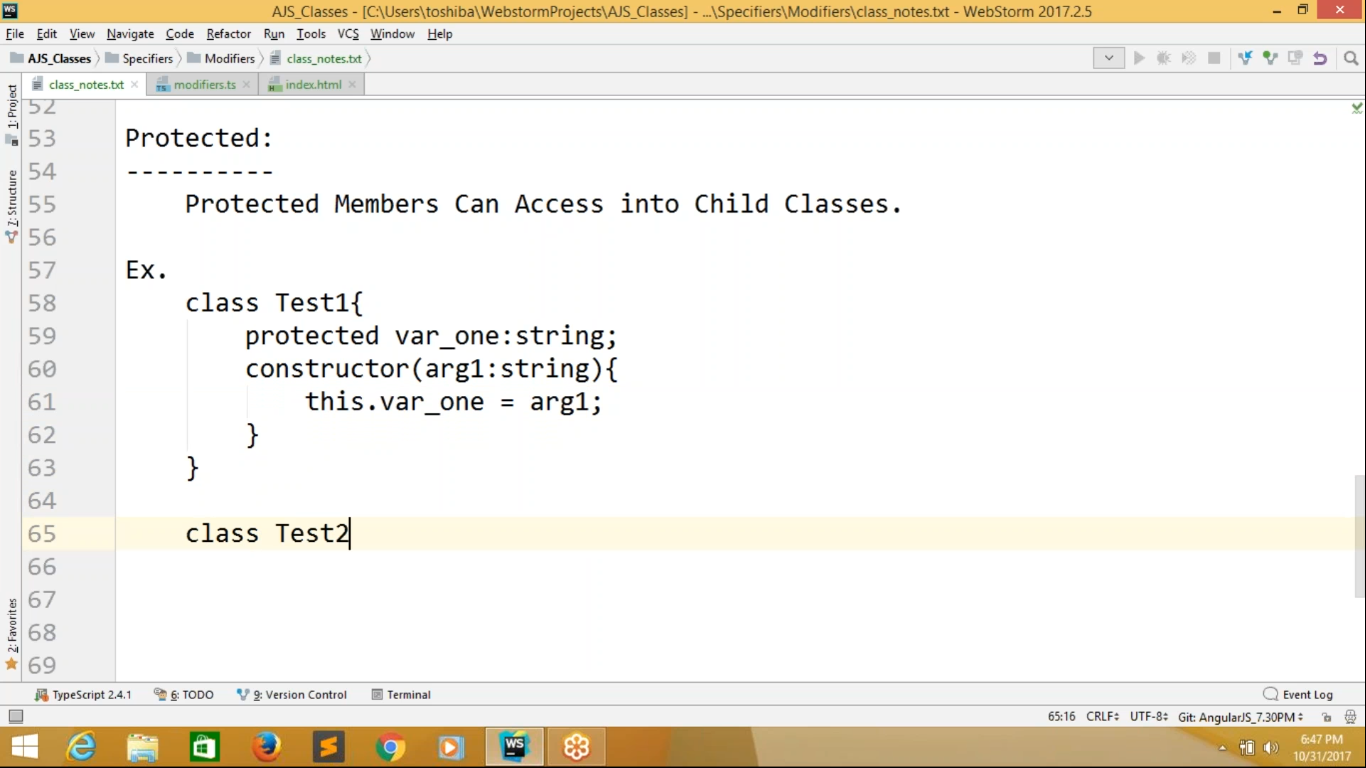 AJS_Classes - [C:\Users\toshiba\WebstormProjects\AJS_Classes] - ...\Specifiers\Modifiers\class_notes.txt - WebStorm 2017.2.5
File Edit View Navigate Code Refactor Run Tools VCS Window Help
AJS_Classes Specifiers Modifiers class_notes.txt
class_notes.txt modifiers.ts index.html
1: Project
7: Structure
2: Favorites
52
53 Protected:
54 ----------
55 Protected Members Can Access into Child Classes.
56
57 Ex.
58 class Test1{
59 protected var_one:string;
60 constructor(arg1:string){
61 this.var_one = arg1;
62 }
63 }
64
65 class Test2
66
67
68
69
TypeScript 2.4.1 6: TODO 9: Version Control Terminal Event Log
65:16 CRLF UTF-8 Git: AngularJS_7.30PM
WS
6:47 PM
10/31/2017